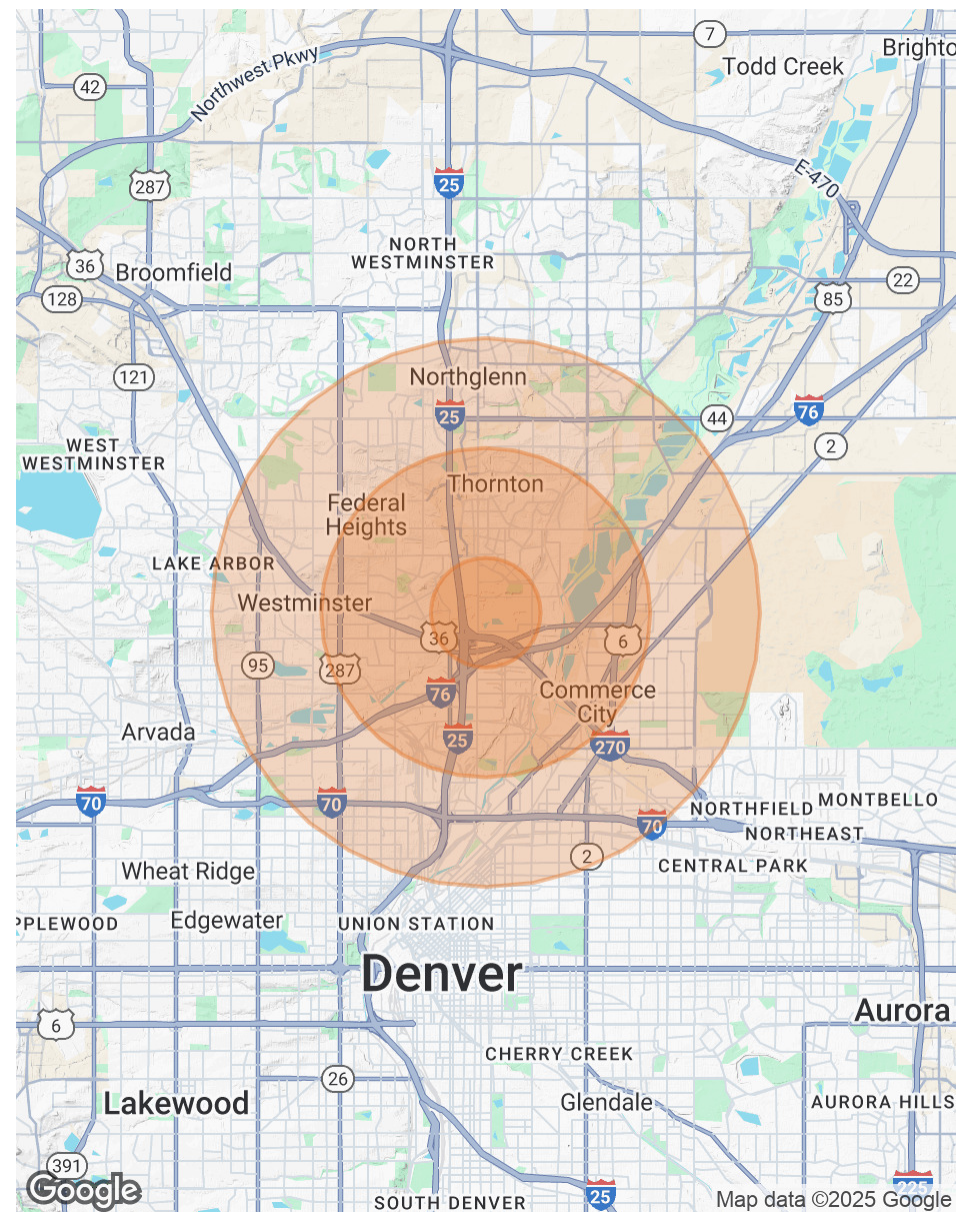 7
Brighto
Todd Creek
42
Northwest Pkwy
E-470
287
25
NORTH
WESTMINSTER
36
Broomfield
22
128
85
121
Northglenn
25
44
76
2
WEST
WESTMINSTER
Thornton
Federal
Heights
LAKE ARBOR
Westminster
36
6
95
287
76
Commerce
City
Arvada
25
270
70
70
NORTHFIELD
MONTBELLO
70
NORTHEAST
2
CENTRAL PARK
Wheat Ridge
PPLEWOOD
Edgewater
UNION STATION
Denver
6
Aurora
CHERRY CREEK
26
Lakewood
Glendale
AURORA HILLS
391
Google
225
25
SOUTH DENVER
Map data ©2025 Google